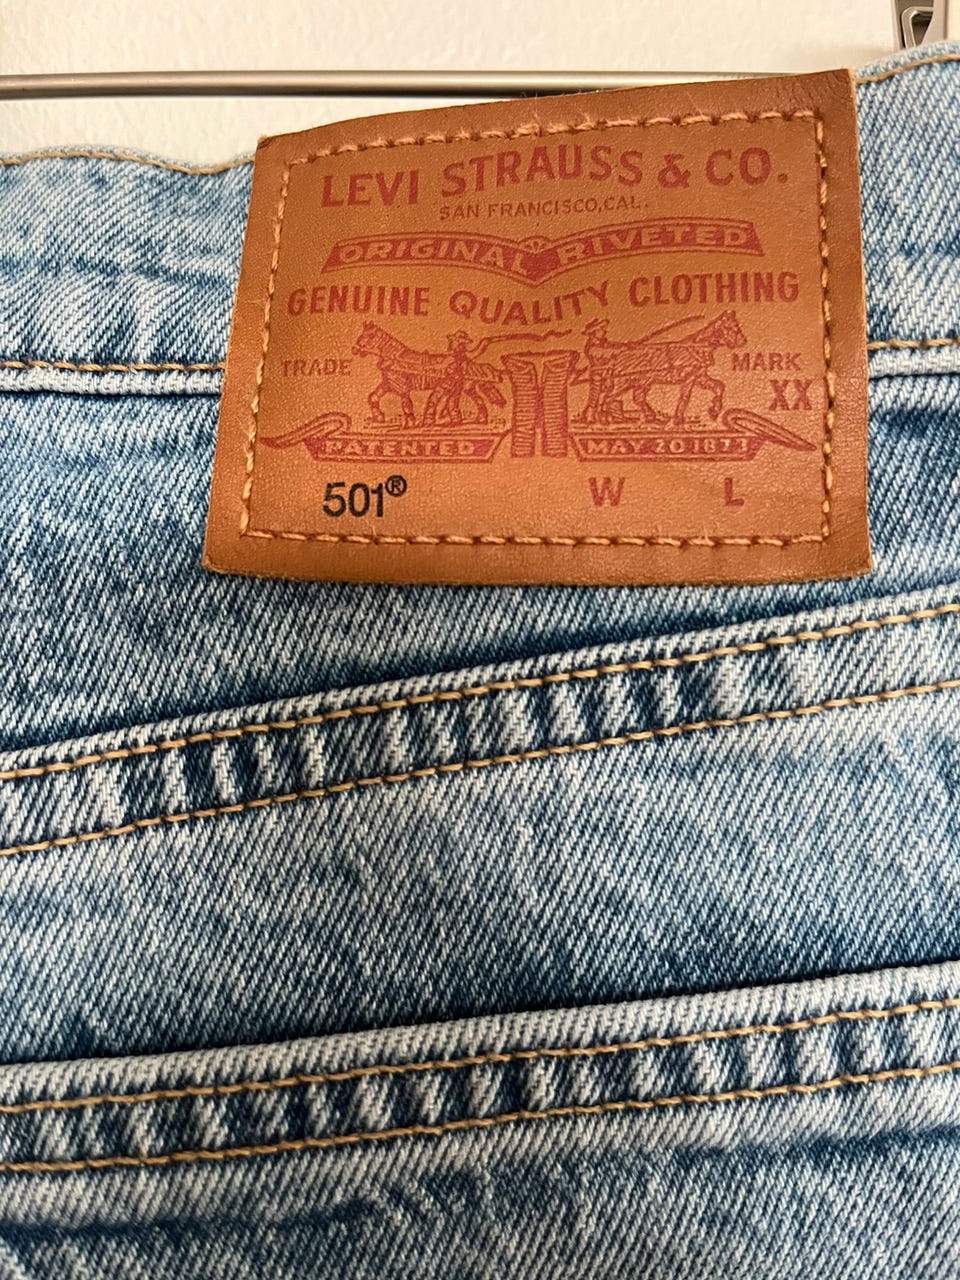 LEVI STRAUSS & CO.
SAN FRANCISCO, CAL.
ORIGINAL RIVETED
GENUINE QUALITY CLOTHING
TRADE MARK
XX
PATENTED MAY 20 1873
501® W L